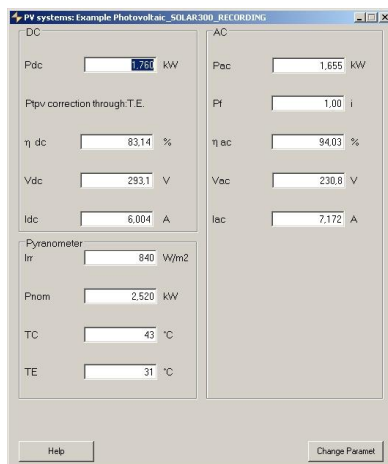 PV systems: Example Photovoltaic_SOLAR300_RECORDING
DC
Pdc 1,760 kW
Ptpv correction through:T.E.
η dc 83,14 %
Vdc 293,1 V
Idc 6,004 A
Pyranometer
Irr 840 W/m2
Pnom 2,520 kW
TC 43 °C
TE 31 °C
AC
Pac 1,655 kW
Pf 1,00 i
η ac 94,03 %
Vac 230,8 V
Iac 7,172 A
Help
Change Paramet